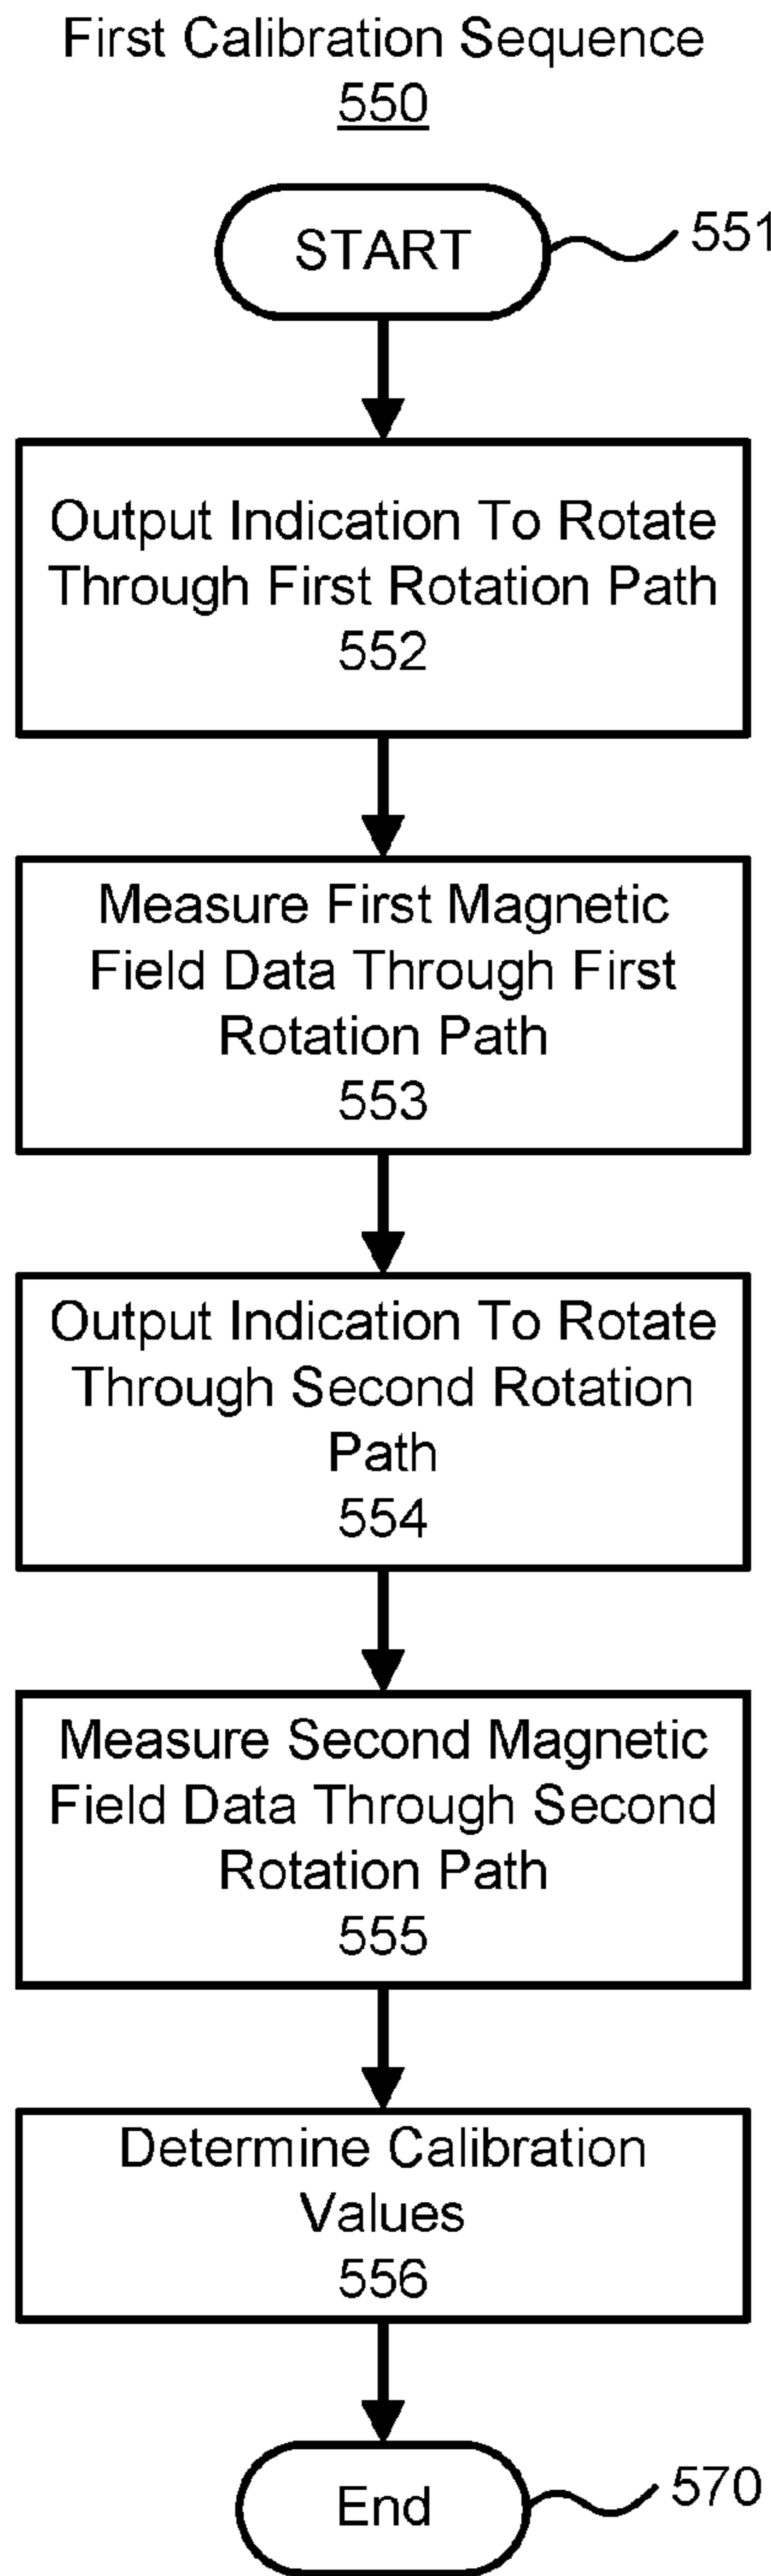 First Calibration Sequence
550
START
551
Output Indication To Rotate
Through First Rotation Path
552
Measure First Magnetic
Field Data Through First
Rotation Path
553
Output Indication To Rotate
Through Second Rotation
Path
554
Measure Second Magnetic
Field Data Through Second
Rotation Path
555
Determine Calibration
Values
556
End
570